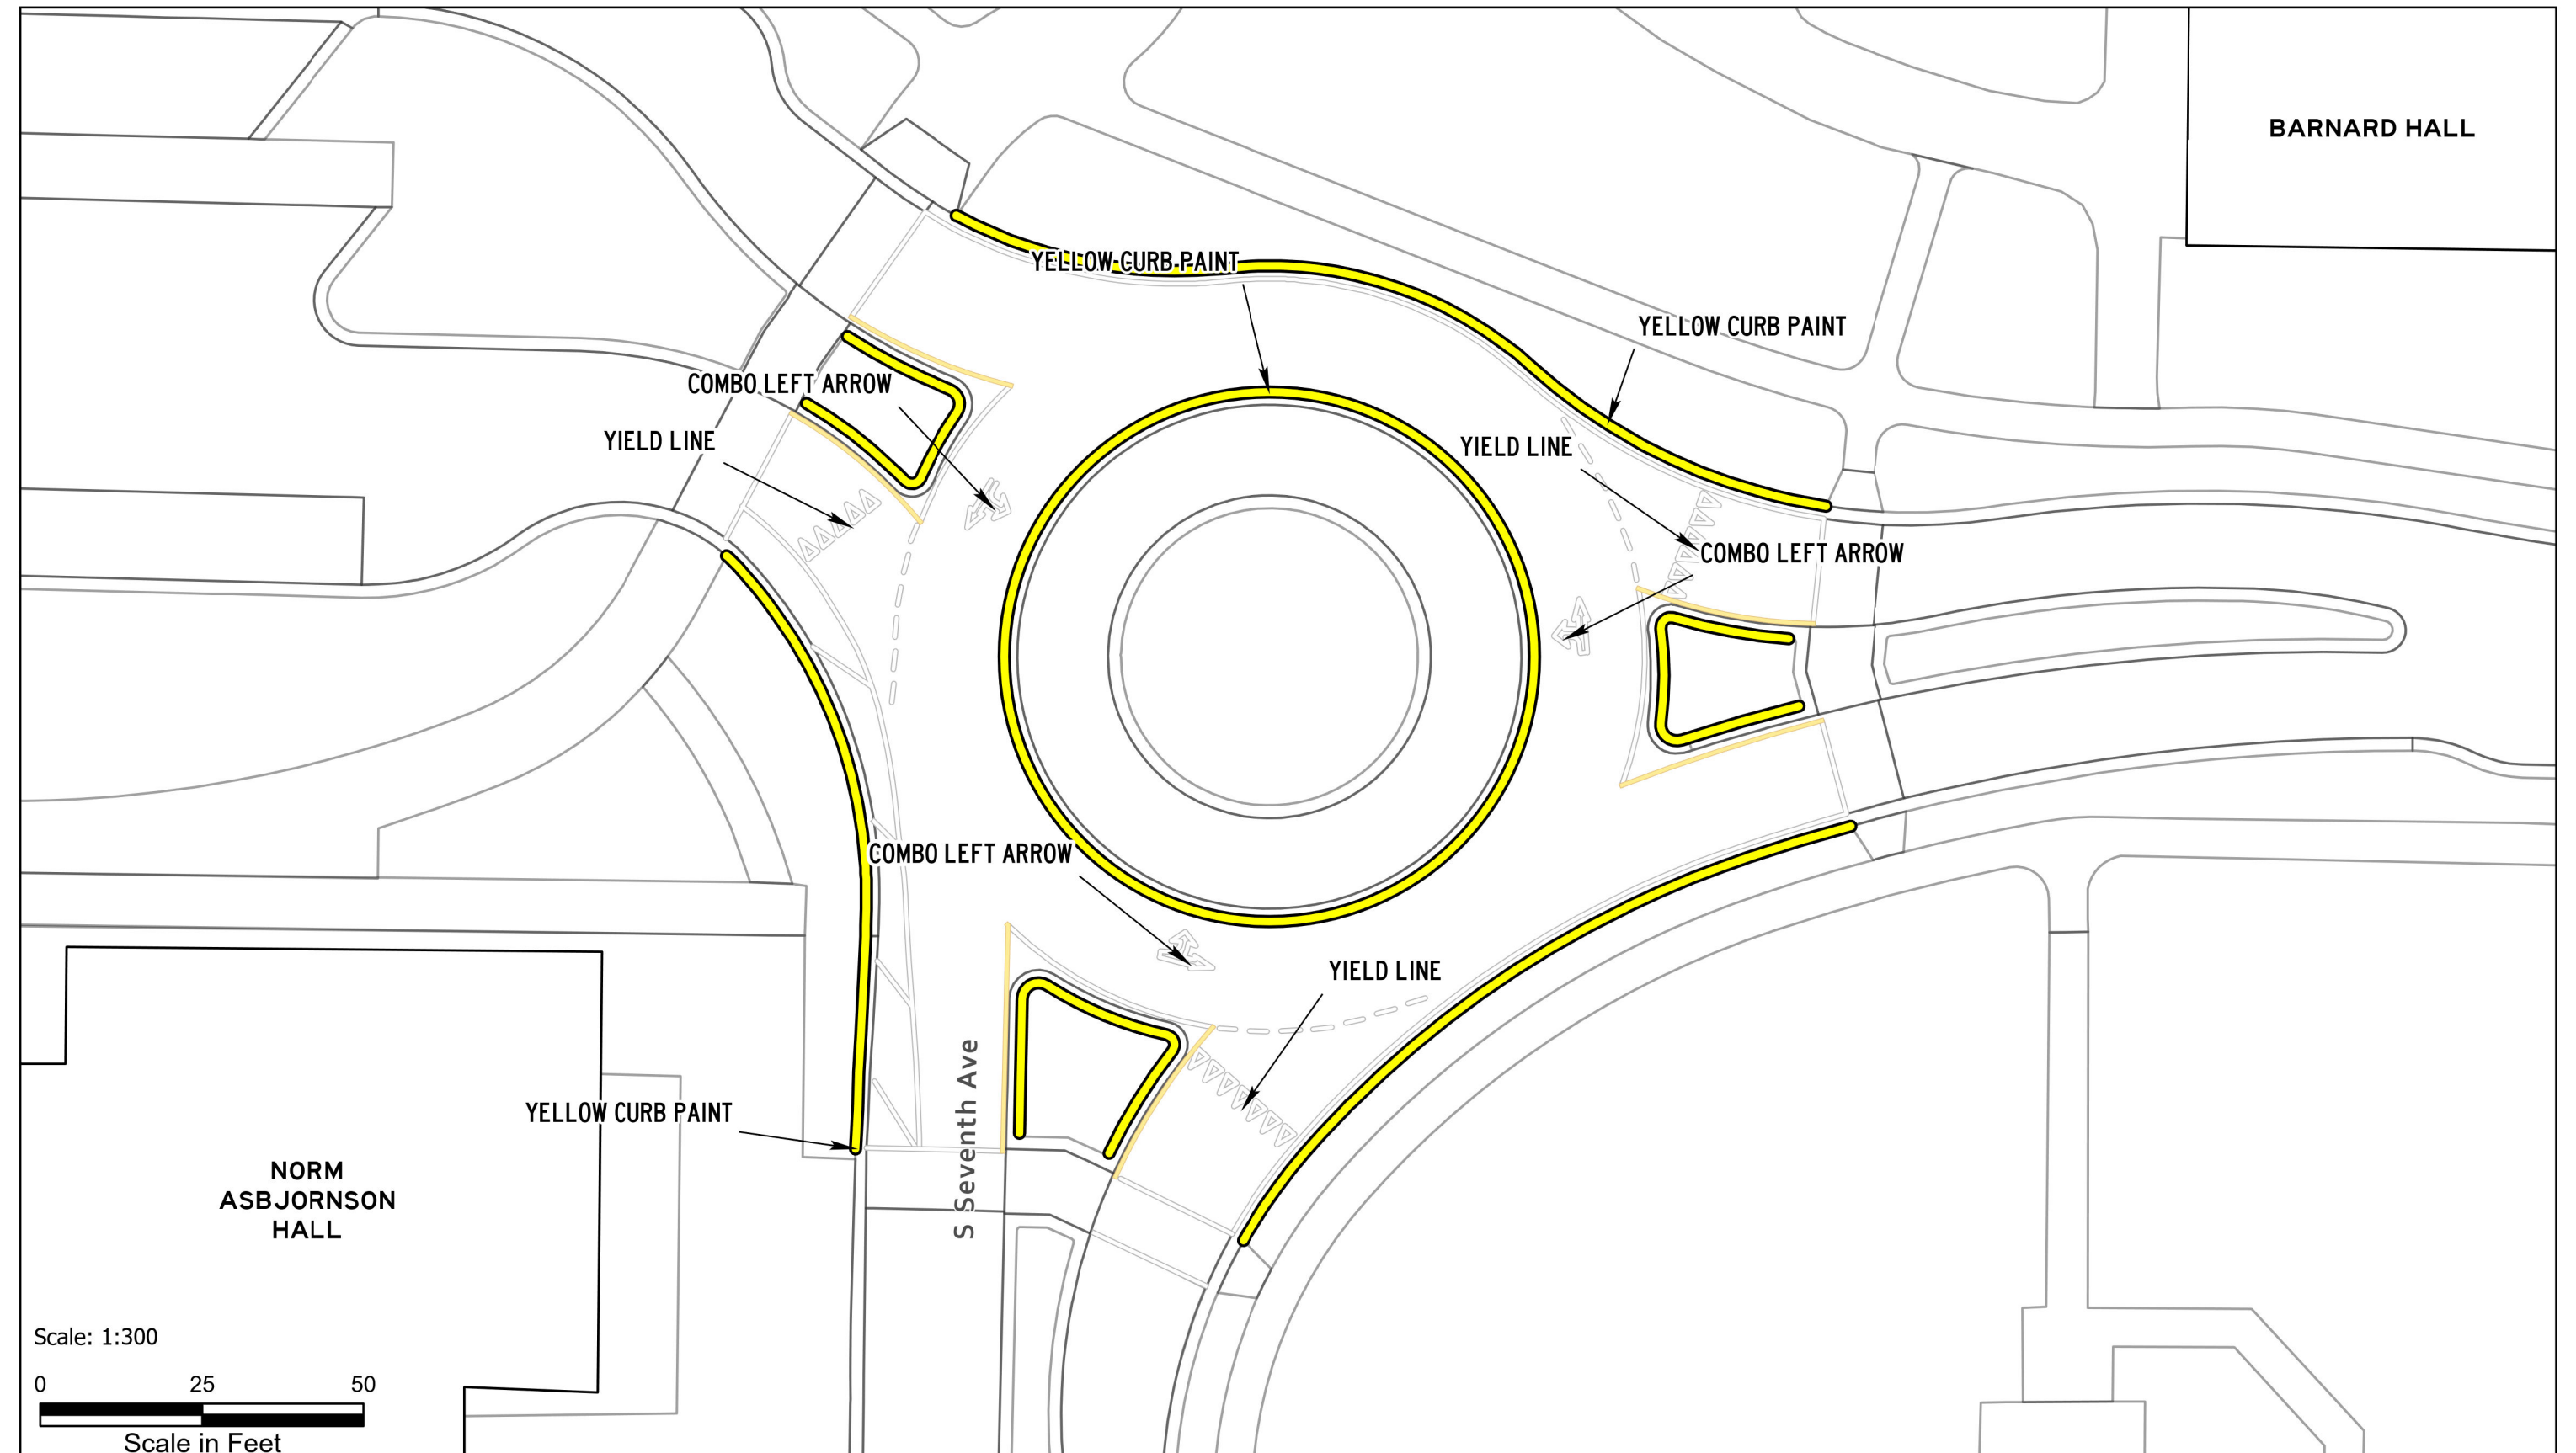 BARNARD HALL
YELLOW CURB PAINT
YELLOW CURB PAINT
COMBO LEFT ARROW
YIELD LINE
YIELD LINE
COMBO LEFT ARROW
COMBO LEFT ARROW
YIELD LINE
S Seventh Ave
YELLOW CURB PAINT
NORM
ASBJORNSON
HALL
Scale: 1:300
0 25 50
Scale in Feet